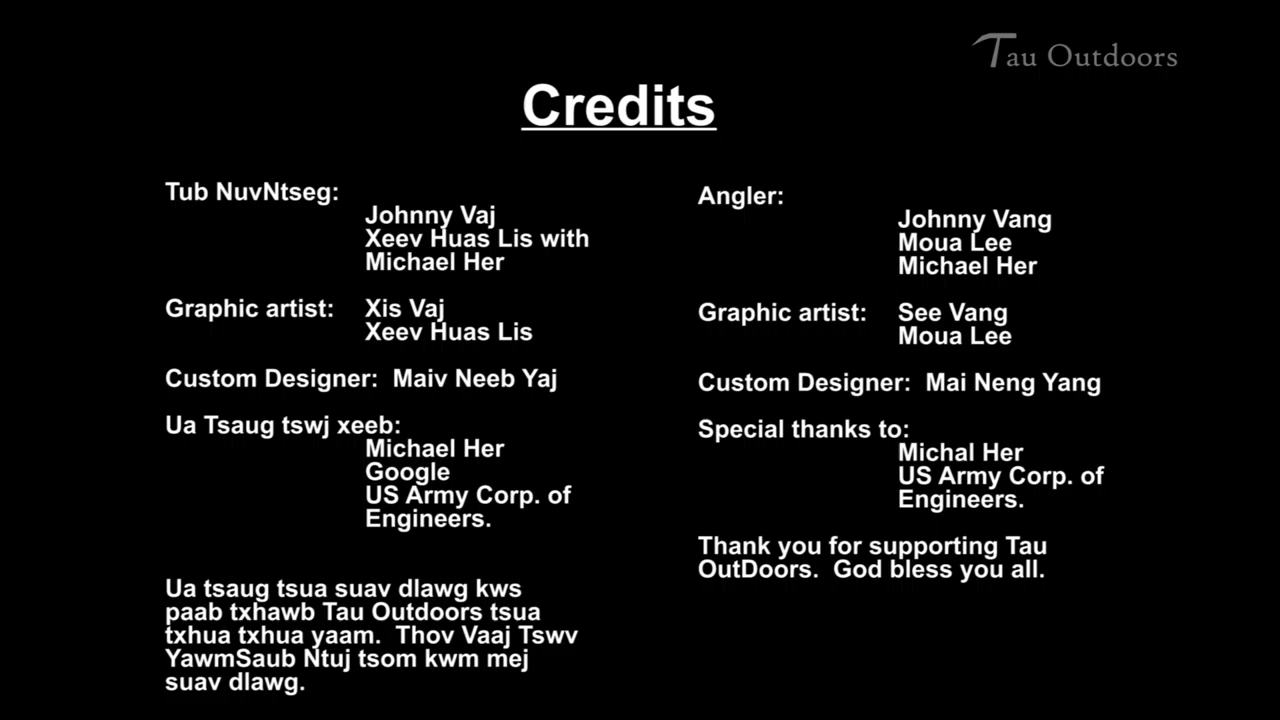 Tau Outdoors
Credits
Tub NuvNtseg:
Johnny Vaj
Xeev Huas Lis with
Michael Her
Graphic artist: Xis Vaj
Xeev Huas Lis
Custom Designer: Maiv Neeb Yaj
Ua Tsaug tswj xeeb:
Michael Her
Google
US Army Corp. of
Engineers.
Ua tsaug tsua suav dlawg kws
paab txhawb Tau Outdoors tsua
txhua txhua yaam. Thov Vaaj Tswv
YawmSaub Ntuj tsom kwm mej
suav dlawg.
Angler:
Johnny Vang
Moua Lee
Michael Her
Graphic artist: See Vang
Moua Lee
Custom Designer: Mai Neng Yang
Special thanks to:
Michal Her
US Army Corp. of
Engineers.
Thank you for supporting Tau
OutDoors. God bless you all.